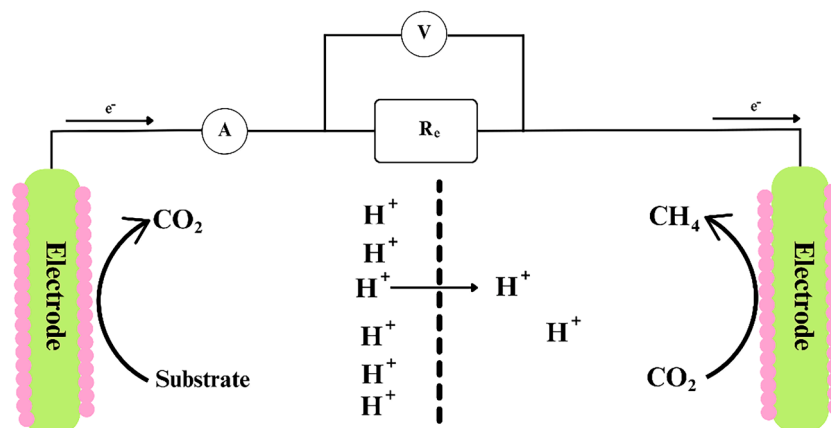 V
e⁻
A
Rₑ
e⁻
CO₂
H⁺
H⁺
H⁺
H⁺
H⁺
H⁺
H⁺
H⁺
CH₄
Electrode
Electrode
Substrate
CO₂